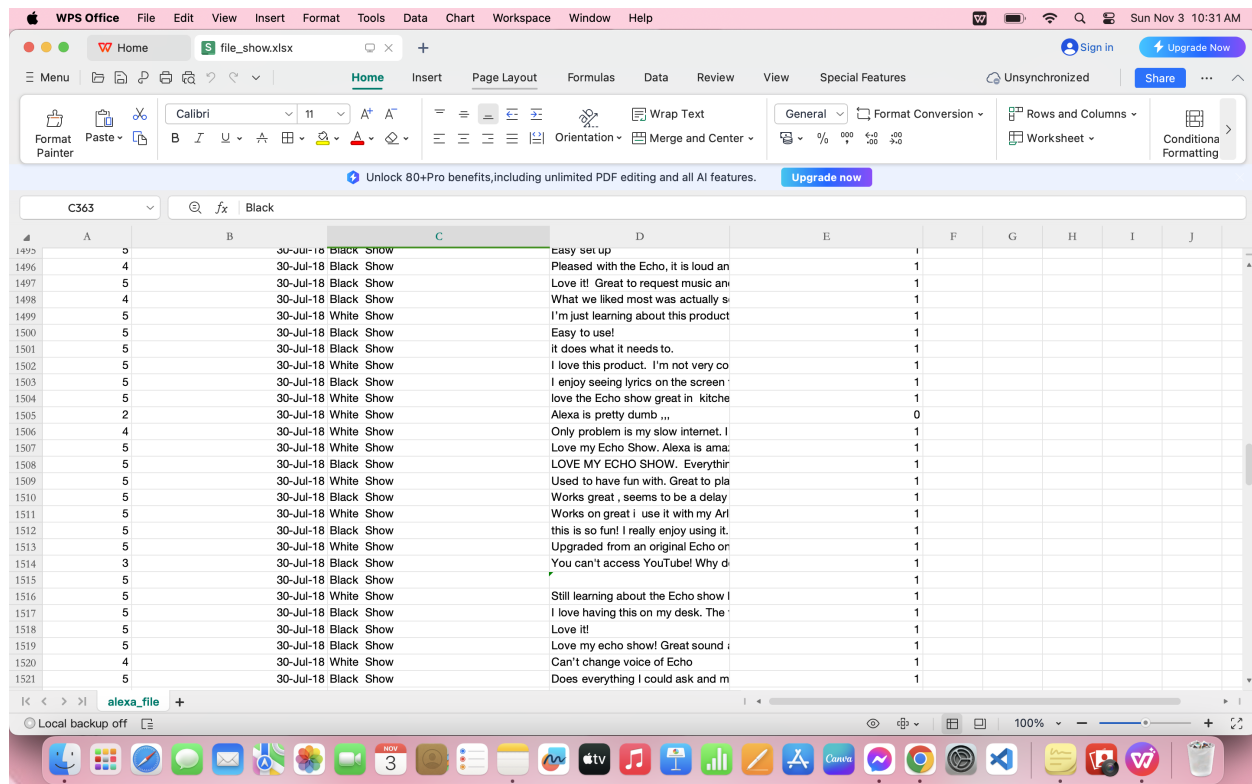 WPS Office File Edit View Insert Format Tools Data Chart Workspace Window Help Sun Nov 3 10:31 AM
Home file_show.xlsx + Sign in Upgrade Now
Menu Home Insert Page Layout Formulas Data Review View Special Features Unsynchronized Share ...
Calibri 11 A+ A- Wrap Text General Format Conversion Rows and Columns
Format Painter Paste B I U A A Orientation Merge and Center % Worksheet Conditiona Formatting
Unlock 80+Pro benefits,including unlimited PDF editing and all AI features. Upgrade now
C363 fx Black
A B C D E F G H I J
1495 5 30-Jul-18 Black Show Easy set up 1
1496 4 30-Jul-18 Black Show Pleased with the Echo, it is loud an 1
1497 5 30-Jul-18 Black Show Love it! Great to request music an 1
1498 4 30-Jul-18 Black Show What we liked most was actually s 1
1499 5 30-Jul-18 White Show I'm just learning about this product 1
1500 5 30-Jul-18 Black Show Easy to use! 1
1501 5 30-Jul-18 Black Show it does what it needs to. 1
1502 5 30-Jul-18 White Show I love this product. I'm not very co 1
1503 5 30-Jul-18 Black Show I enjoy seeing lyrics on the screen 1
1504 5 30-Jul-18 White Show love the Echo show great in kitche 1
1505 2 30-Jul-18 White Show Alexa is pretty dumb ,,, 0
1506 4 30-Jul-18 White Show Only problem is my slow internet. I 1
1507 5 30-Jul-18 White Show Love my Echo Show. Alexa is ama 1
1508 5 30-Jul-18 Black Show LOVE MY ECHO SHOW. Everythin 1
1509 5 30-Jul-18 White Show Used to have fun with. Great to pla 1
1510 5 30-Jul-18 Black Show Works great , seems to be a delay 1
1511 5 30-Jul-18 White Show Works on great i use it with my Arl 1
1512 5 30-Jul-18 Black Show this is so fun! I really enjoy using it. 1
1513 5 30-Jul-18 White Show Upgraded from an original Echo on 1
1514 3 30-Jul-18 Black Show You can't access YouTube! Why d 1
1515 5 30-Jul-18 Black Show 1
1516 5 30-Jul-18 White Show Still learning about the Echo show 1
1517 5 30-Jul-18 Black Show I love having this on my desk. The 1
1518 5 30-Jul-18 Black Show Love it! 1
1519 5 30-Jul-18 Black Show Love my echo show! Great sound 1
1520 4 30-Jul-18 White Show Can't change voice of Echo 1
1521 5 30-Jul-18 Black Show Does everything I could ask and m 1
alexa_file +
Local backup off 100% - +
NOV
3 tv Canva